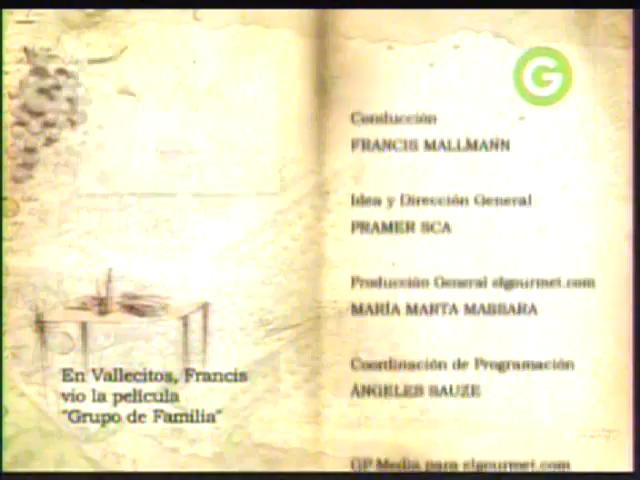 G
Conducción
FRANCIS MALLMANN
Idea y Dirección General
PRAMER SCA
Producción General elgourmet.com
MARÍA MARTA MASSARA
Coordinación de Programación
ÁNGELES SAUZE
GP Media para elgourmet.com
En Vallecitos, Francis
vio la película
"Grupo de Familia"